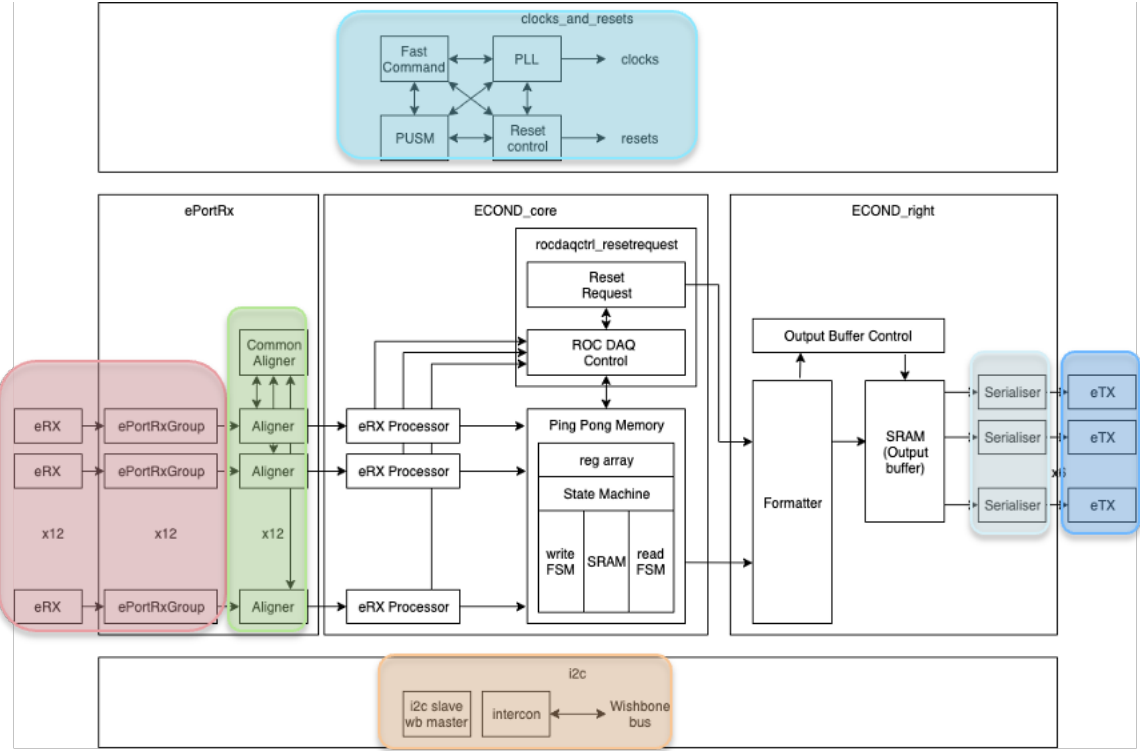 clocks_and_resets
Fast
Command
PLL
clocks
PUSM
Reset
control
resets
ePortRx
ECOND_core
ECOND_right
rocdaqctrl_resetrequest
Reset
Request
ROC DAQ
Control
Common
Aligner
Output Buffer Control
eRX
ePortRxGroup
Aligner
eRX Processor
Ping Pong Memory
eRX
ePortRxGroup
Aligner
eRX Processor
reg array
State Machine
write
FSM
SRAM
read
FSM
x12
x12
x12
eRX
ePortRxGroup
Aligner
eRX Processor
Formatter
SRAM
(Output
buffer)
Serialiser
eTX
Serialiser
eTX
x6
Serialiser
eTX
i2c
i2c slave
wb master
intercon
Wishbone
bus